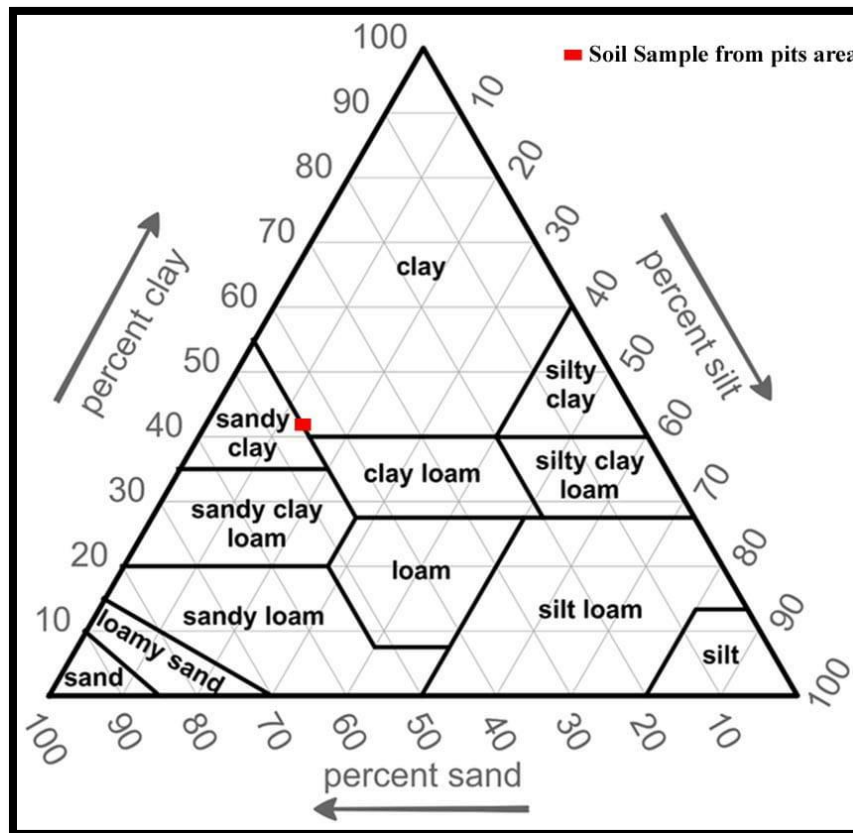 100
Soil Sample from pits area
90
10
80
20
70
30
clay
60
40
percent clay
percent silt
50
50
silty
clay
sandy
clay
40
60
clay loam
silty clay
loam
30
70
sandy clay
loam
20
80
loam
sandy loam
silt loam
10
90
loamy sand
sand
silt
100
100
90
80
70
60
50
40
30
20
10
percent sand